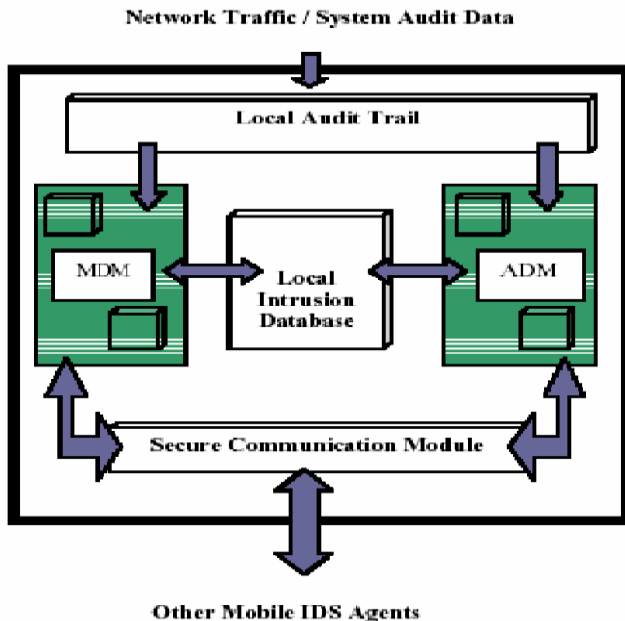 Network Traffic / System Audit Data
Local Audit Trail
MDM
Local
Intrusion
Database
ADM
Secure Communication Module
Other Mobile IDS Agents